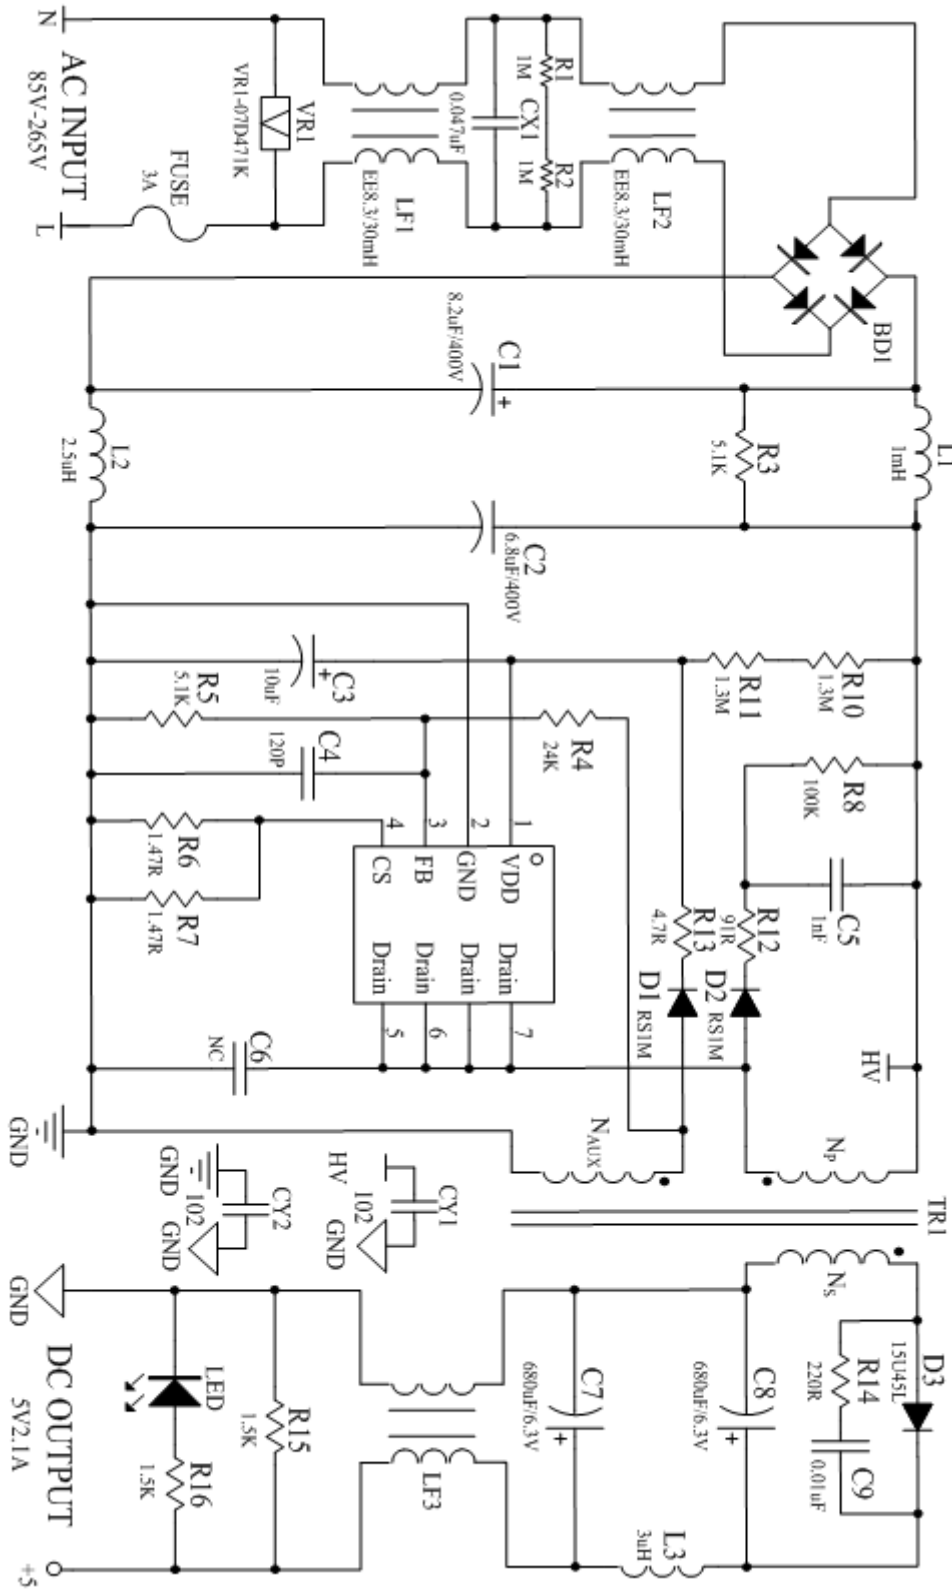 N
AC INPUT
85V-265V
L
FUSE
3A
VR1
VR1-07D471K
LF1
EE8.3/30mH
CX1
0.047uF
R1
1M
R2
1M
LF2
EE8.3/30mH
BD1
C1
8.2uF/400V
+
R3
5.1K
L1
1mH
L2
2.5uH
C2
6.8uF/400V
C3
10uF
+
R5
5.1K
C4
120P
R4
24K
R11
1.3M
R10
1.3M
R8
100K
C5
1nF
R6
1.47R
R7
1.47R
1
2
3
4
VDD
GND
FB
CS
Drain
Drain
Drain
Drain
7
6
5
R12
91R
R13
4.7R
D2
RS1M
D1
RS1M
C6
NC
HV
GND
N_AUX
N_P
TR1
N_S
CY1
102
HV
GND
CY2
102
GND
GND
D3
15U45L
R14
220R
C9
0.01uF
C8
680uF/6.3V
+
C7
680uF/6.3V
+
L3
3uH
LF3
R15
1.5K
LED
R16
1.5K
GND
DC OUTPUT
5V2.1A
+5